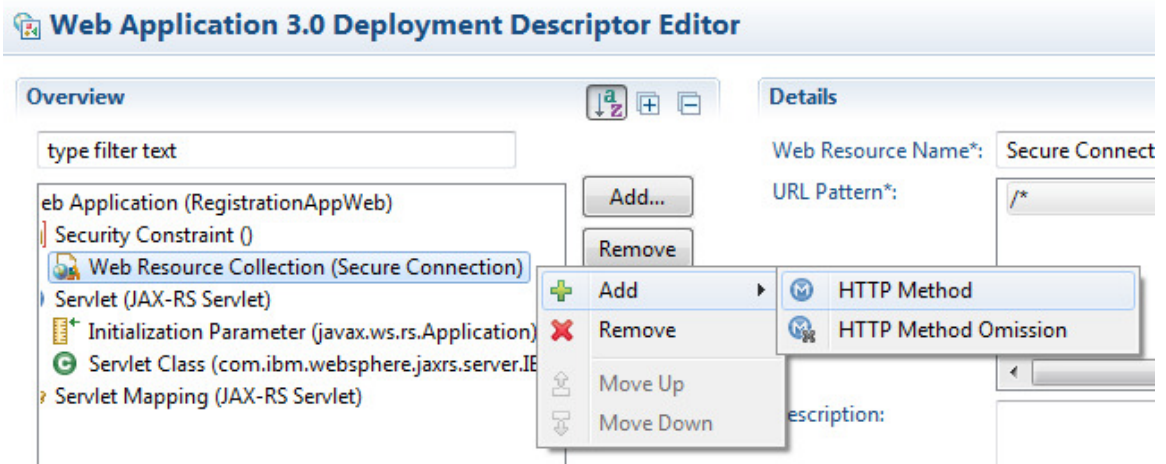 Web Application 3.0 Deployment Descriptor Editor
Overview
Details
type filter text
Web Resource Name*: Secure Connect
eb Application (RegistrationAppWeb)
Add...
URL Pattern*: /*
Security Constraint ()
Remove
Web Resource Collection (Secure Connection)
Add
HTTP Method
Servlet (JAX-RS Servlet)
Initialization Parameter (javax.ws.rs.Application)
Remove
HTTP Method Omission
Servlet Class (com.ibm.websphere.jaxrs.server.IB
Move Up
Servlet Mapping (JAX-RS Servlet)
Move Down
escription: